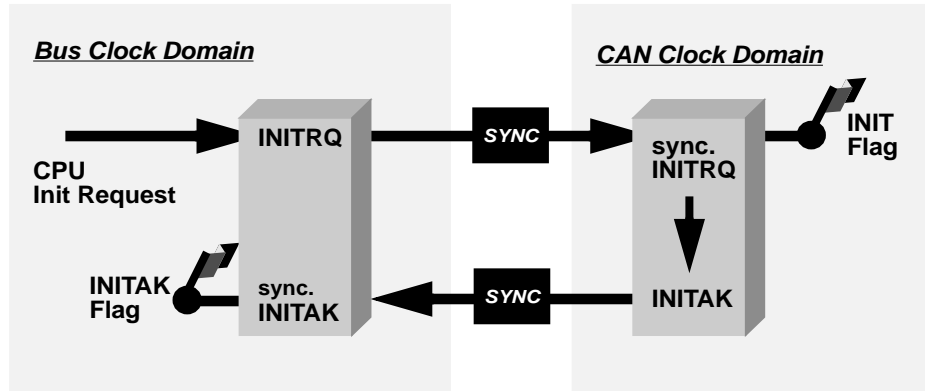 Bus Clock Domain
CAN Clock Domain
CPU
Init Request
INITRQ
SYNC
sync.
INITRQ
INIT
Flag
INITAK
Flag
sync.
INITAK
SYNC
INITAK